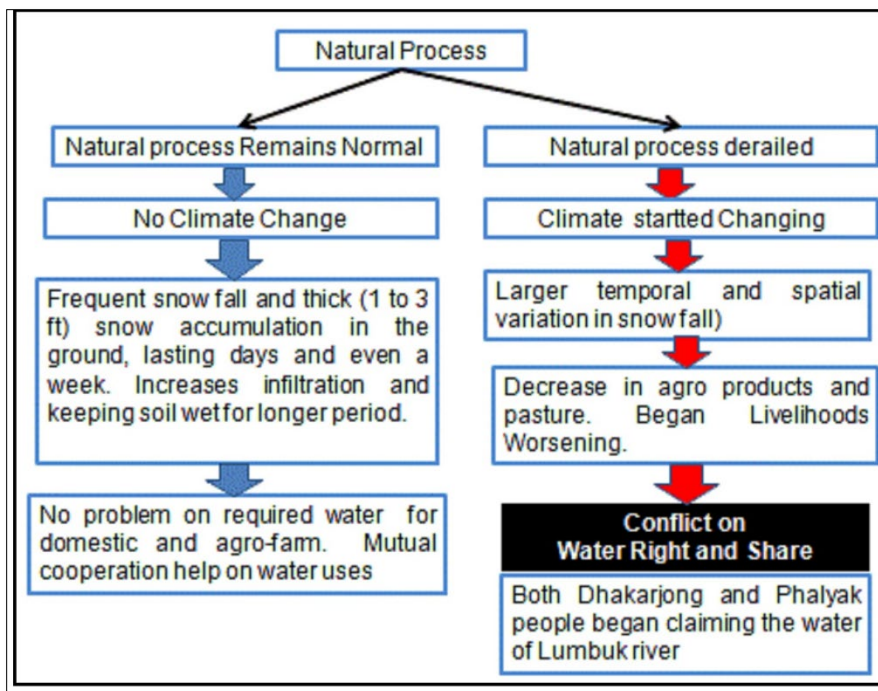 Natural Process
Natural process Remains Normal
No Climate Change
Frequent snow fall and thick (1 to 3
ft) snow accumulation in the
ground, lasting days and even a
week. Increases infiltration and
keeping soil wet for longer period.
No problem on required water for
domestic and agro-farm. Mutual
cooperation help on water uses
Natural process derailed
Climate startted Changing
Larger temporal and spatial
variation in snow fall)
Decrease in agro products and
pasture. Began Livelihoods
Worsening.
Conflict on
Water Right and Share
Both Dhakarjong and Phalyak
people began claiming the water
of Lumbuk river